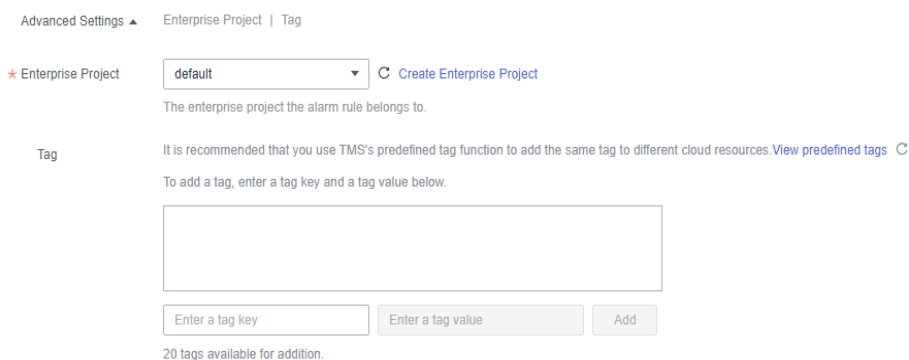 Advanced Settings ▲ Enterprise Project | Tag
* Enterprise Project default ▼ C Create Enterprise Project
The enterprise project the alarm rule belongs to.
Tag It is recommended that you use TMS's predefined tag function to add the same tag to different cloud resources.View predefined tags C
To add a tag, enter a tag key and a tag value below.
Enter a tag key Enter a tag value Add
20 tags available for addition.